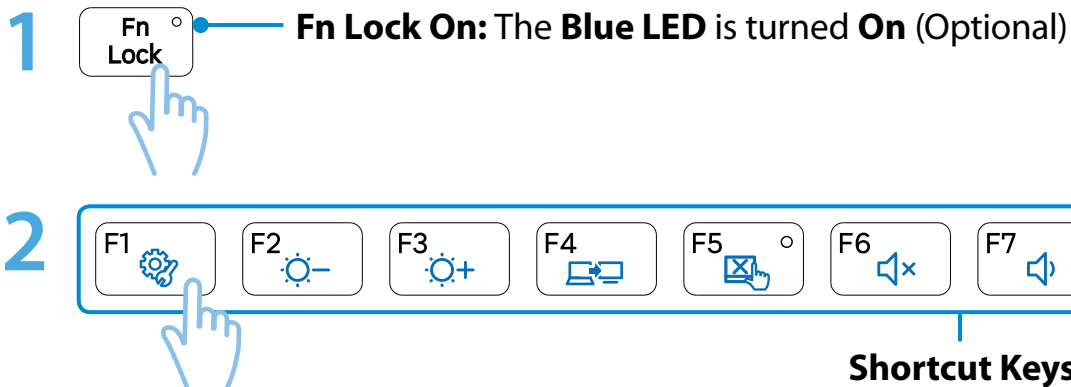 1
Fn
Lock
Fn Lock On: The Blue LED is turned On (Optional)
2
F1 F2 F3 F4 F5 F6 F7
Shortcut Keys